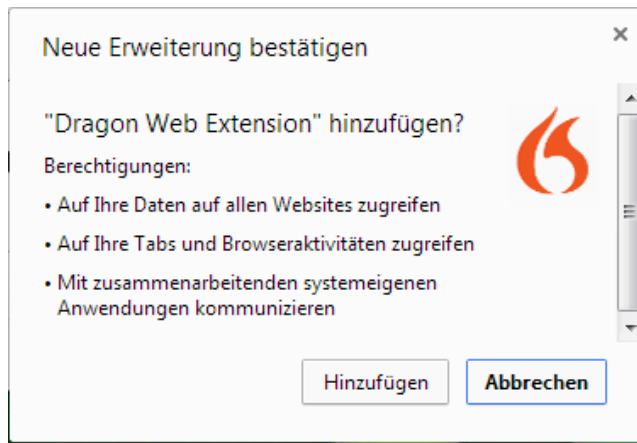 Neue Erweiterung bestätigen
"Dragon Web Extension" hinzufügen?
Berechtigungen:
• Auf Ihre Daten auf allen Websites zugreifen
• Auf Ihre Tabs und Browseraktivitäten zugreifen
• Mit zusammenarbeitenden systemeigenen
Anwendungen kommunizieren
Hinzufügen
Abbrechen